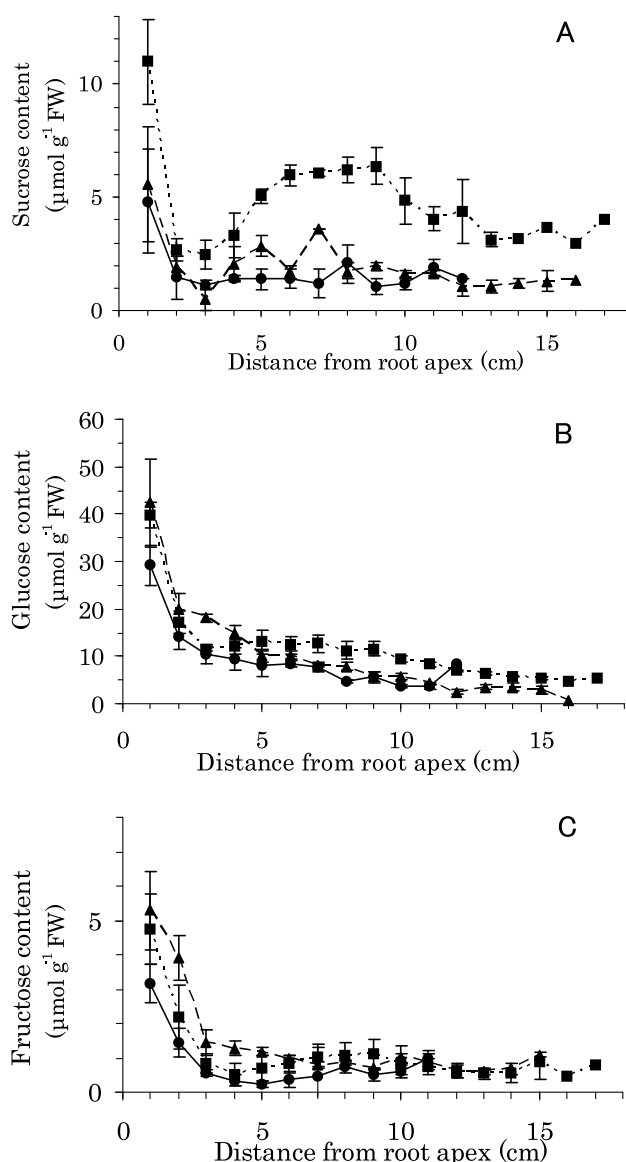 A
Sucrose content
(µmol g⁻¹ FW)
10
5
0
0 5 10 15
Distance from root apex (cm)
B
Glucose content
(µmol g⁻¹ FW)
60
50
40
30
20
10
0
0 5 10 15
Distance from root apex (cm)
C
Fructose content
(µmol g⁻¹ FW)
5
0
0 5 10 15
Distance from root apex (cm)